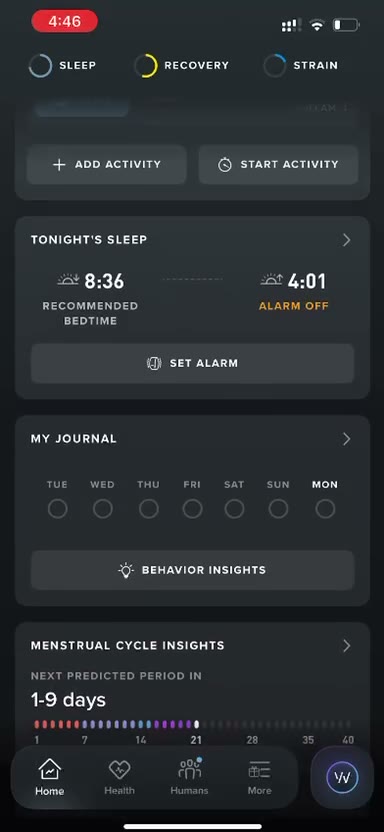 4:46
SLEEP
RECOVERY
STRAIN
ADD ACTIVITY
START ACTIVITY
TONIGHT'S SLEEP
8:36
4:01
RECOMMENDED
BEDTIME
ALARM OFF
SET ALARM
MY JOURNAL
TUE WED THU FRI SAT SUN MON
BEHAVIOR INSIGHTS
MENSTRUAL CYCLE INSIGHTS
NEXT PREDICTED PERIOD IN
1-9 days
1 7 14 21 28 35 40
Home Health Humans More
W